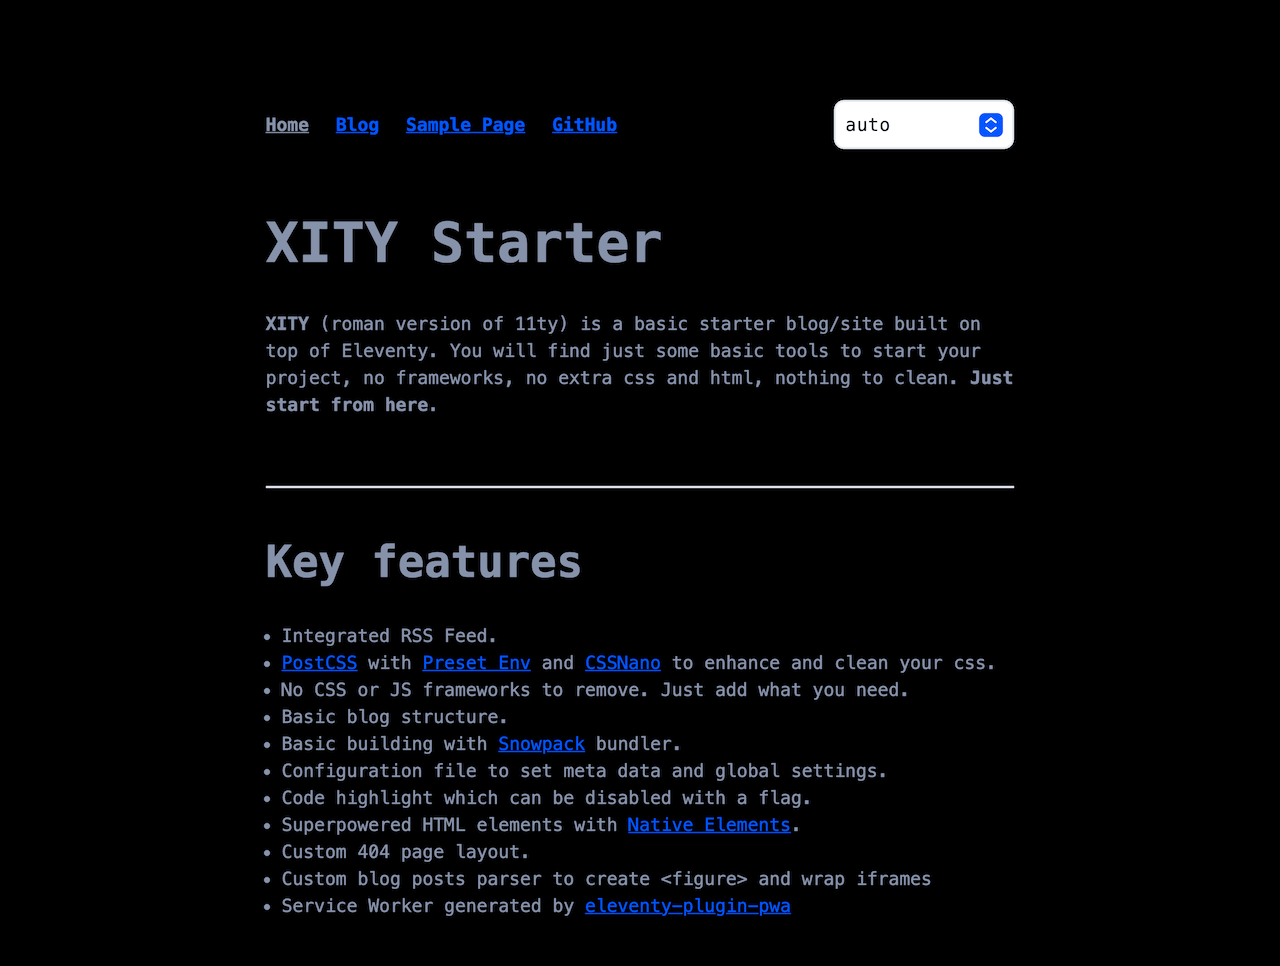 Home Blog Sample Page GitHub auto
XITY Starter
XITY (roman version of 11ty) is a basic starter blog/site built on
top of Eleventy. You will find just some basic tools to start your
project, no frameworks, no extra css and html, nothing to clean. Just
start from here.
Key features
• Integrated RSS Feed.
• PostCSS with Preset Env and CSSNano to enhance and clean your css.
• No CSS or JS frameworks to remove. Just add what you need.
• Basic blog structure.
• Basic building with Snowpack bundler.
• Configuration file to set meta data and global settings.
• Code highlight which can be disabled with a flag.
• Superpowered HTML elements with Native Elements.
• Custom 404 page layout.
• Custom blog posts parser to create <figure> and wrap iframes
• Service Worker generated by eleventy-plugin-pwa